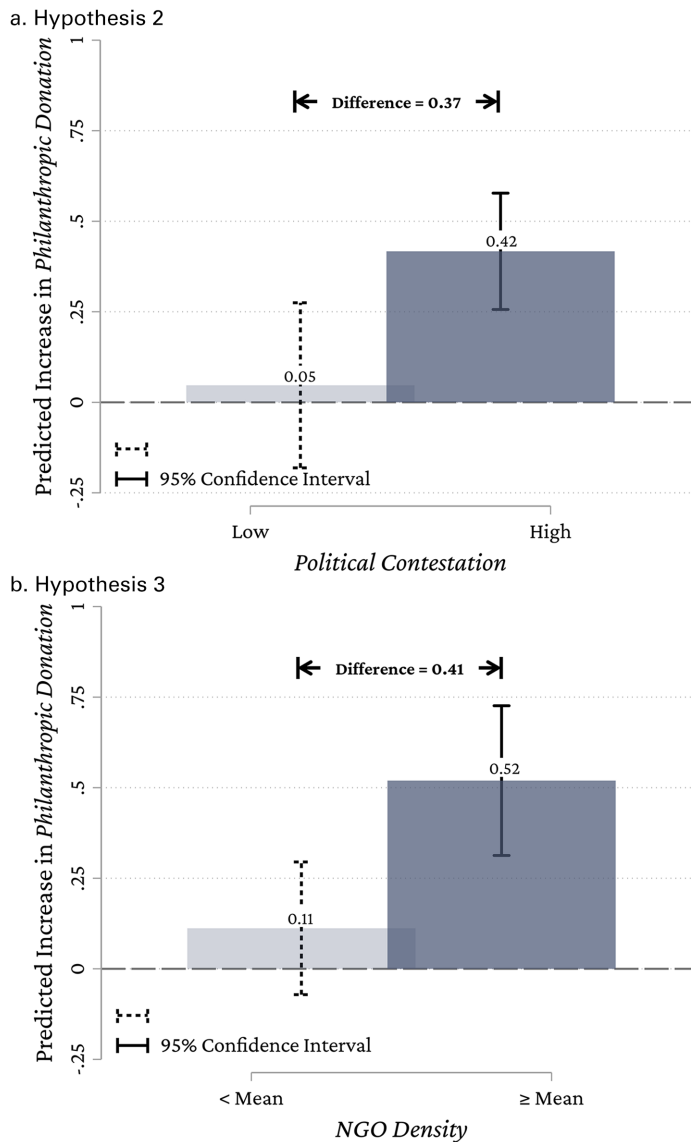 a. Hypothesis 2
Predicted Increase in Philanthropic Donation
1
.75
.5
.25
0
-.25
Difference = 0.37
0.42
0.05
95% Confidence Interval
Low
High
Political Contestation
b. Hypothesis 3
Predicted Increase in Philanthropic Donation
1
.75
.5
.25
0
-.25
Difference = 0.41
0.52
0.11
95% Confidence Interval
< Mean
≥ Mean
NGO Density